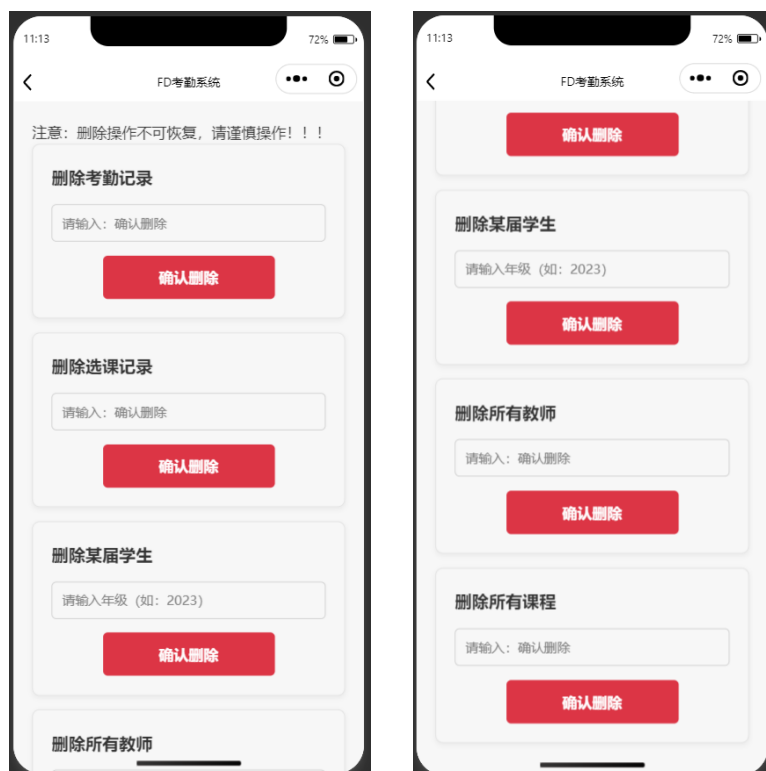 11:13
72%
FD考勤系统
注意：删除操作不可恢复，请谨慎操作！！！
删除考勤记录
请输入：确认删除
确认删除
删除选课记录
请输入：确认删除
确认删除
删除某届学生
请输入年级（如：2023）
确认删除
删除所有教师
11:13
72%
FD考勤系统
确认删除
删除某届学生
请输入年级（如：2023）
确认删除
删除所有教师
请输入：确认删除
确认删除
删除所有课程
请输入：确认删除
确认删除